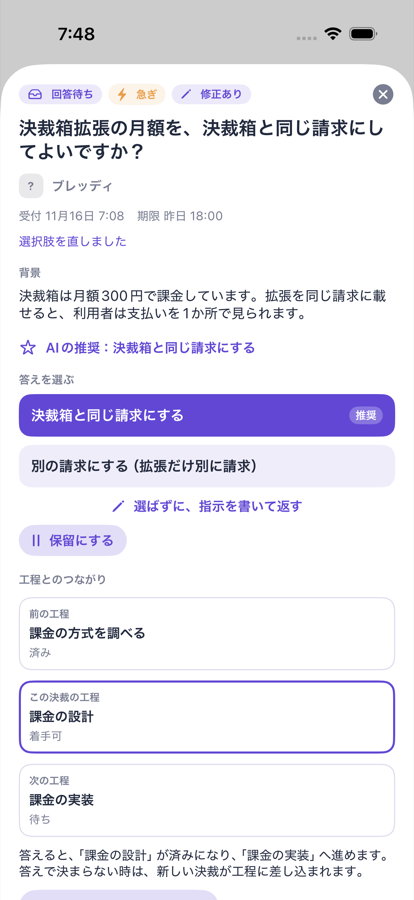 7:48
回答待ち 急ぎ 修正あり
決裁箱拡張の月額を、決裁箱と同じ請求にし
てよいですか？
? ブレッディ
受付 11月16日 7:08 期限 昨日 18:00
選択肢を直しました
背景
決裁箱は月額300円で課金しています。拡張を同じ請求に載
せると、利用者は支払いを1か所で見られます。
AIの推奨：決裁箱と同じ請求にする
答えを選ぶ
決裁箱と同じ請求にする 推奨
別の請求にする（拡張だけ別に請求）
選ばずに、指示を書いて返す
保留にする
工程とのつながり
前の工程
課金の方式を調べる
済み
この決裁の工程
課金の設計
着手可
次の工程
課金の実装
待ち
答えると、「課金の設計」が済みになり、「課金の実装」へ進めます。
答えで決まらない時は、新しい決裁が工程に差し込まれます。